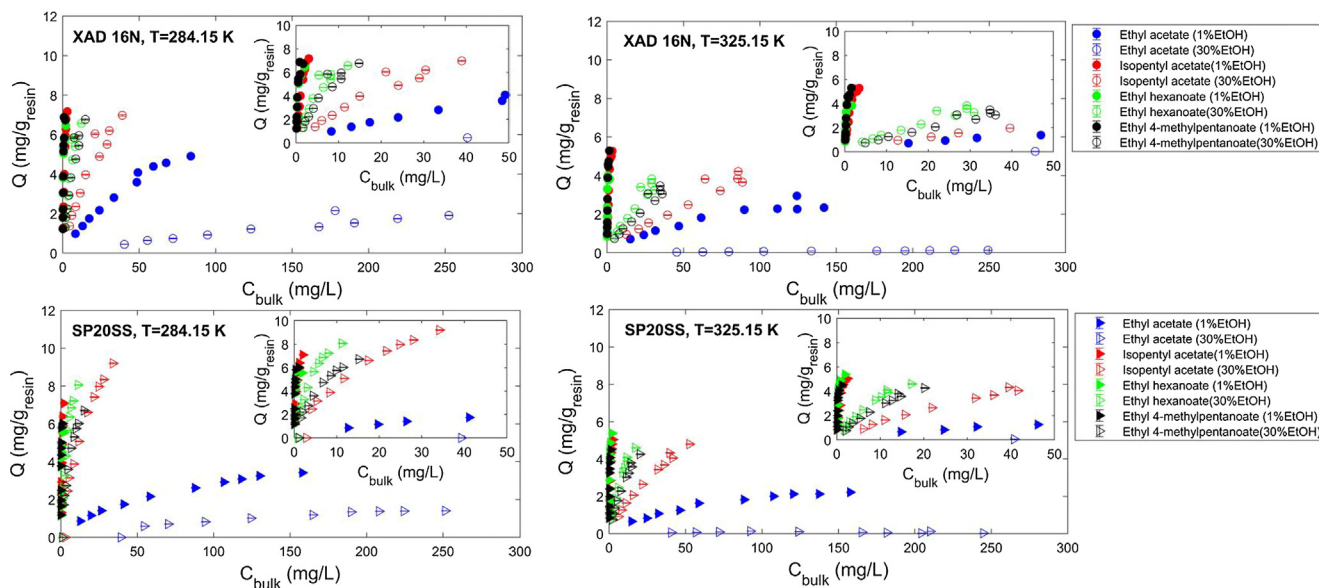 XAD 16N, T=284.15 K
Q (mg/g_resin)
12
10
8
6
4
2
0
0 50 100 150 200 250 300
C_bulk (mg/L)
Q (mg/g_resin)
10
8
6
4
2
0
0 10 20 30 40 50
C_bulk (mg/L)
XAD 16N, T=325.15 K
Q (mg/g_resin)
12
10
8
6
4
2
0
0 50 100 150 200 250 300
C_bulk (mg/L)
Q (mg/g_resin)
10
8
6
4
2
0
0 10 20 30 40 50
C_bulk (mg/L)
Ethyl acetate (1%EtOH)
Ethyl acetate (30%EtOH)
Isopentyl acetate(1%EtOH)
Isopentyl acetate (30%EtOH)
Ethyl hexanoate (1%EtOH)
Ethyl hexanoate(30%EtOH)
Ethyl 4-methylpentanoate (1%EtOH)
Ethyl 4-methylpentanoate(30%EtOH)
SP20SS, T=284.15 K
Q (mg/g_resin)
12
10
8
6
4
2
0
0 50 100 150 200 250 300
C_bulk (mg/L)
Q (mg/g_resin)
10
8
6
4
2
0
0 10 20 30 40 50
C_bulk (mg/L)
SP20SS, T=325.15 K
Q (mg/g_resin)
12
10
8
6
4
2
0
0 50 100 150 200 250 300
C_bulk (mg/L)
Q (mg/g_resin)
10
8
6
4
2
0
0 10 20 30 40 50
C_bulk (mg/L)
Ethyl acetate (1%EtOH)
Ethyl acetate (30%EtOH)
Isopentyl acetate(1%EtOH)
Isopentyl acetate (30%EtOH)
Ethyl hexanoate (1%EtOH)
Ethyl hexanoate(30%EtOH)
Ethyl 4-methylpentanoate (1%EtOH)
Ethyl 4-methylpentanoate(30%EtOH)